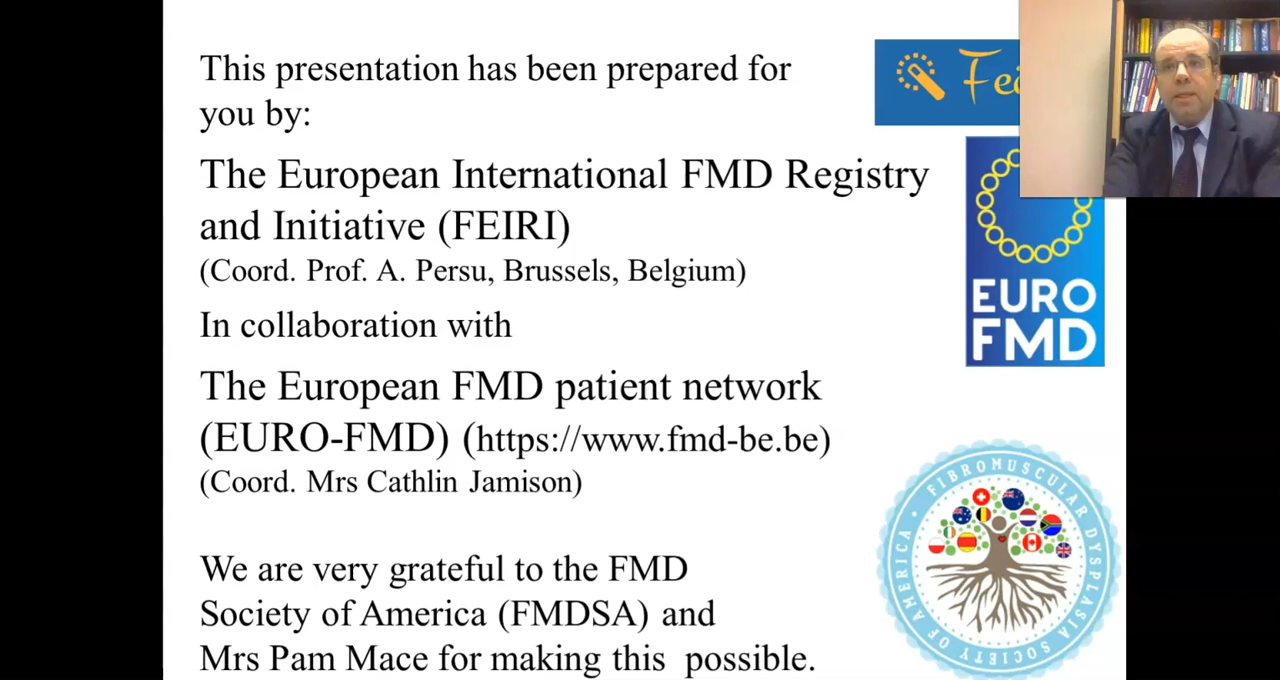 This presentation has been prepared for
you by:
The European International FMD Registry
and Initiative (FEIRI)
(Coord. Prof. A. Persu, Brussels, Belgium)
In collaboration with
The European FMD patient network
(EURO-FMD) (https://www.fmd-be.be)
(Coord. Mrs Cathlin Jamison)
We are very grateful to the FMD
Society of America (FMDSA) and
Mrs Pam Mace for making this  possible.
EURO
FMD
FIBROMUSCULAR DYSPLASIA SOCIETY OF AMERICA